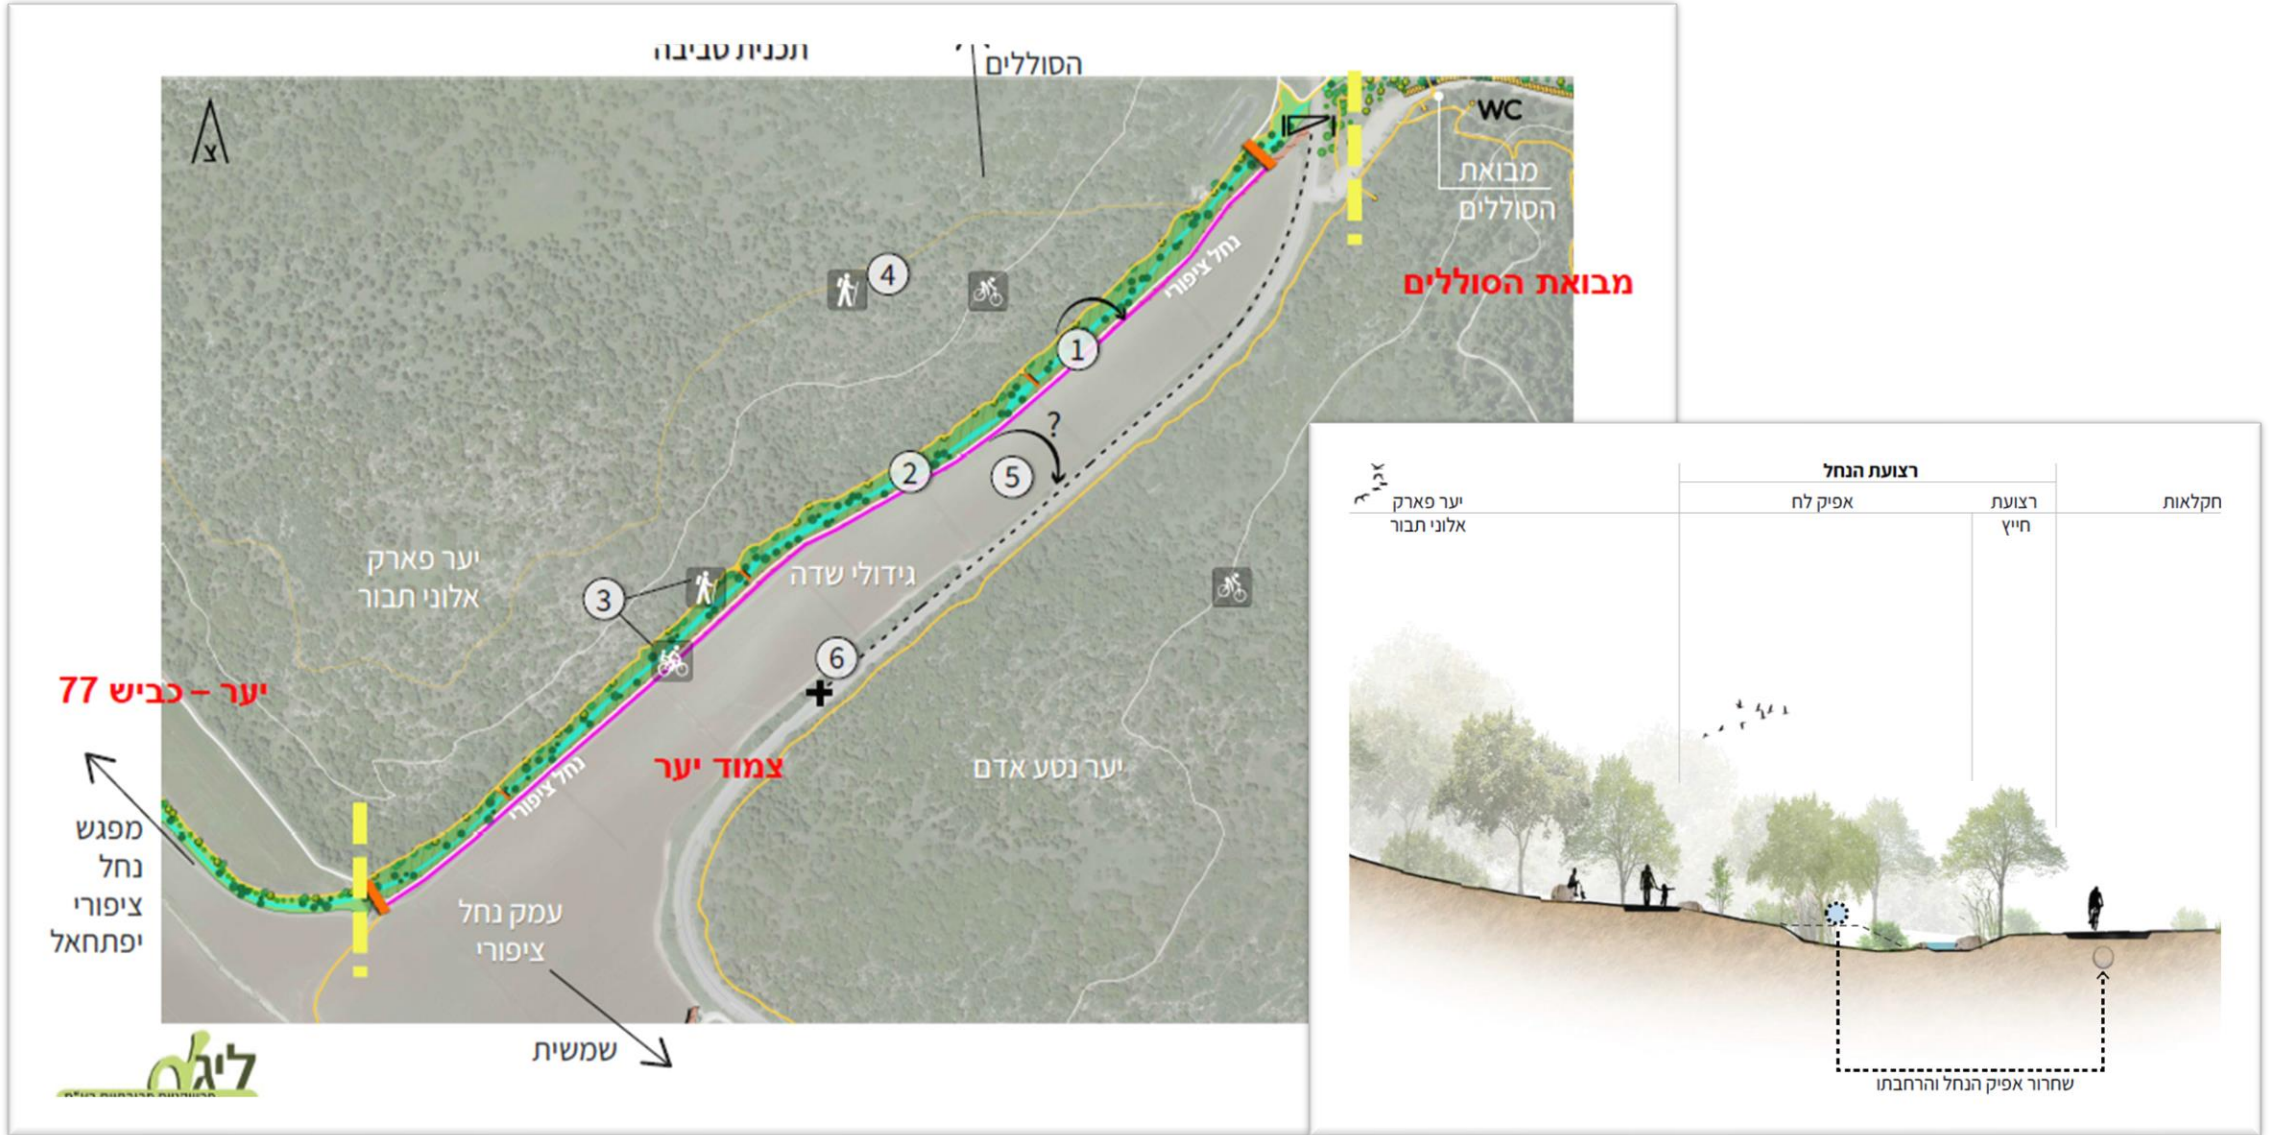 תכנית סביבה
הסוללים
צ
WC
מבואת
הסוללים
מבואת הסוללים
נחל ציפורי
4
1
?
2
5
גידולי שדה
יער פארק
אלוני תבור
3
6
יער – כביש 77
צמוד יער
יער נטע אדם
נחל ציפורי
מפגש
נחל
ציפורי
יפתחאל
עמק נחל
ציפורי
שמשית
ליגמ
רצועת הנחל
יער פארק
אלוני תבור
אפיק לח
רצועת
חייץ
חקלאות
שחרור אפיק הנחל והרחבתו